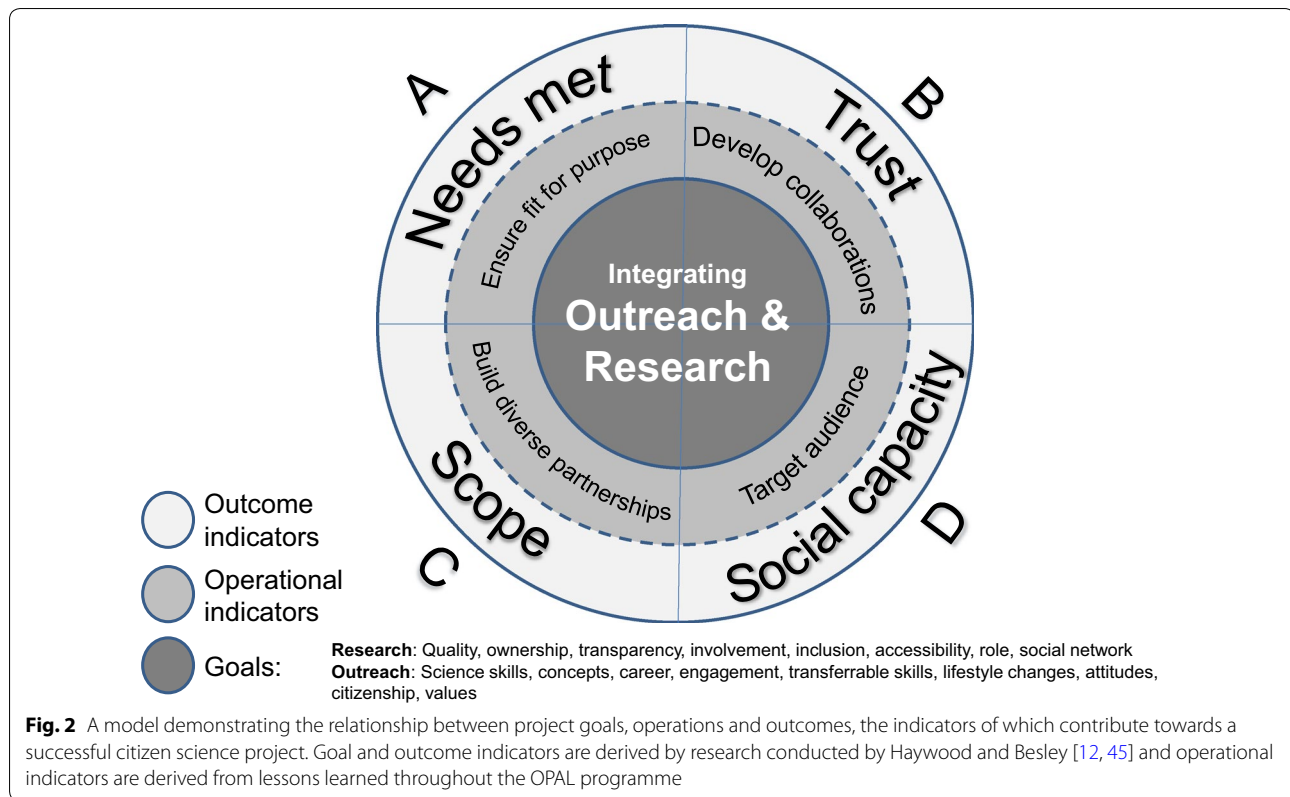 A
B
Needs met
Trust
Ensure fit for purpose
Develop collaborations
Integrating
Outreach &
Research
Build diverse partnerships
Target audience
Scope
Social capacity
C
D
Outcome
indicators
Operational
indicators
Goals:
Research: Quality, ownership, transparency, involvement, inclusion, accessibility, role, social network
Outreach: Science skills, concepts, career, engagement, transferrable skills, lifestyle changes, attitudes,
citizenship, values
Fig. 2 A model demonstrating the relationship between project goals, operations and outcomes, the indicators of which contribute towards a
successful citizen science project. Goal and outcome indicators are derived by research conducted by Haywood and Besley [12, 45] and operational
indicators are derived from lessons learned throughout the OPAL programme